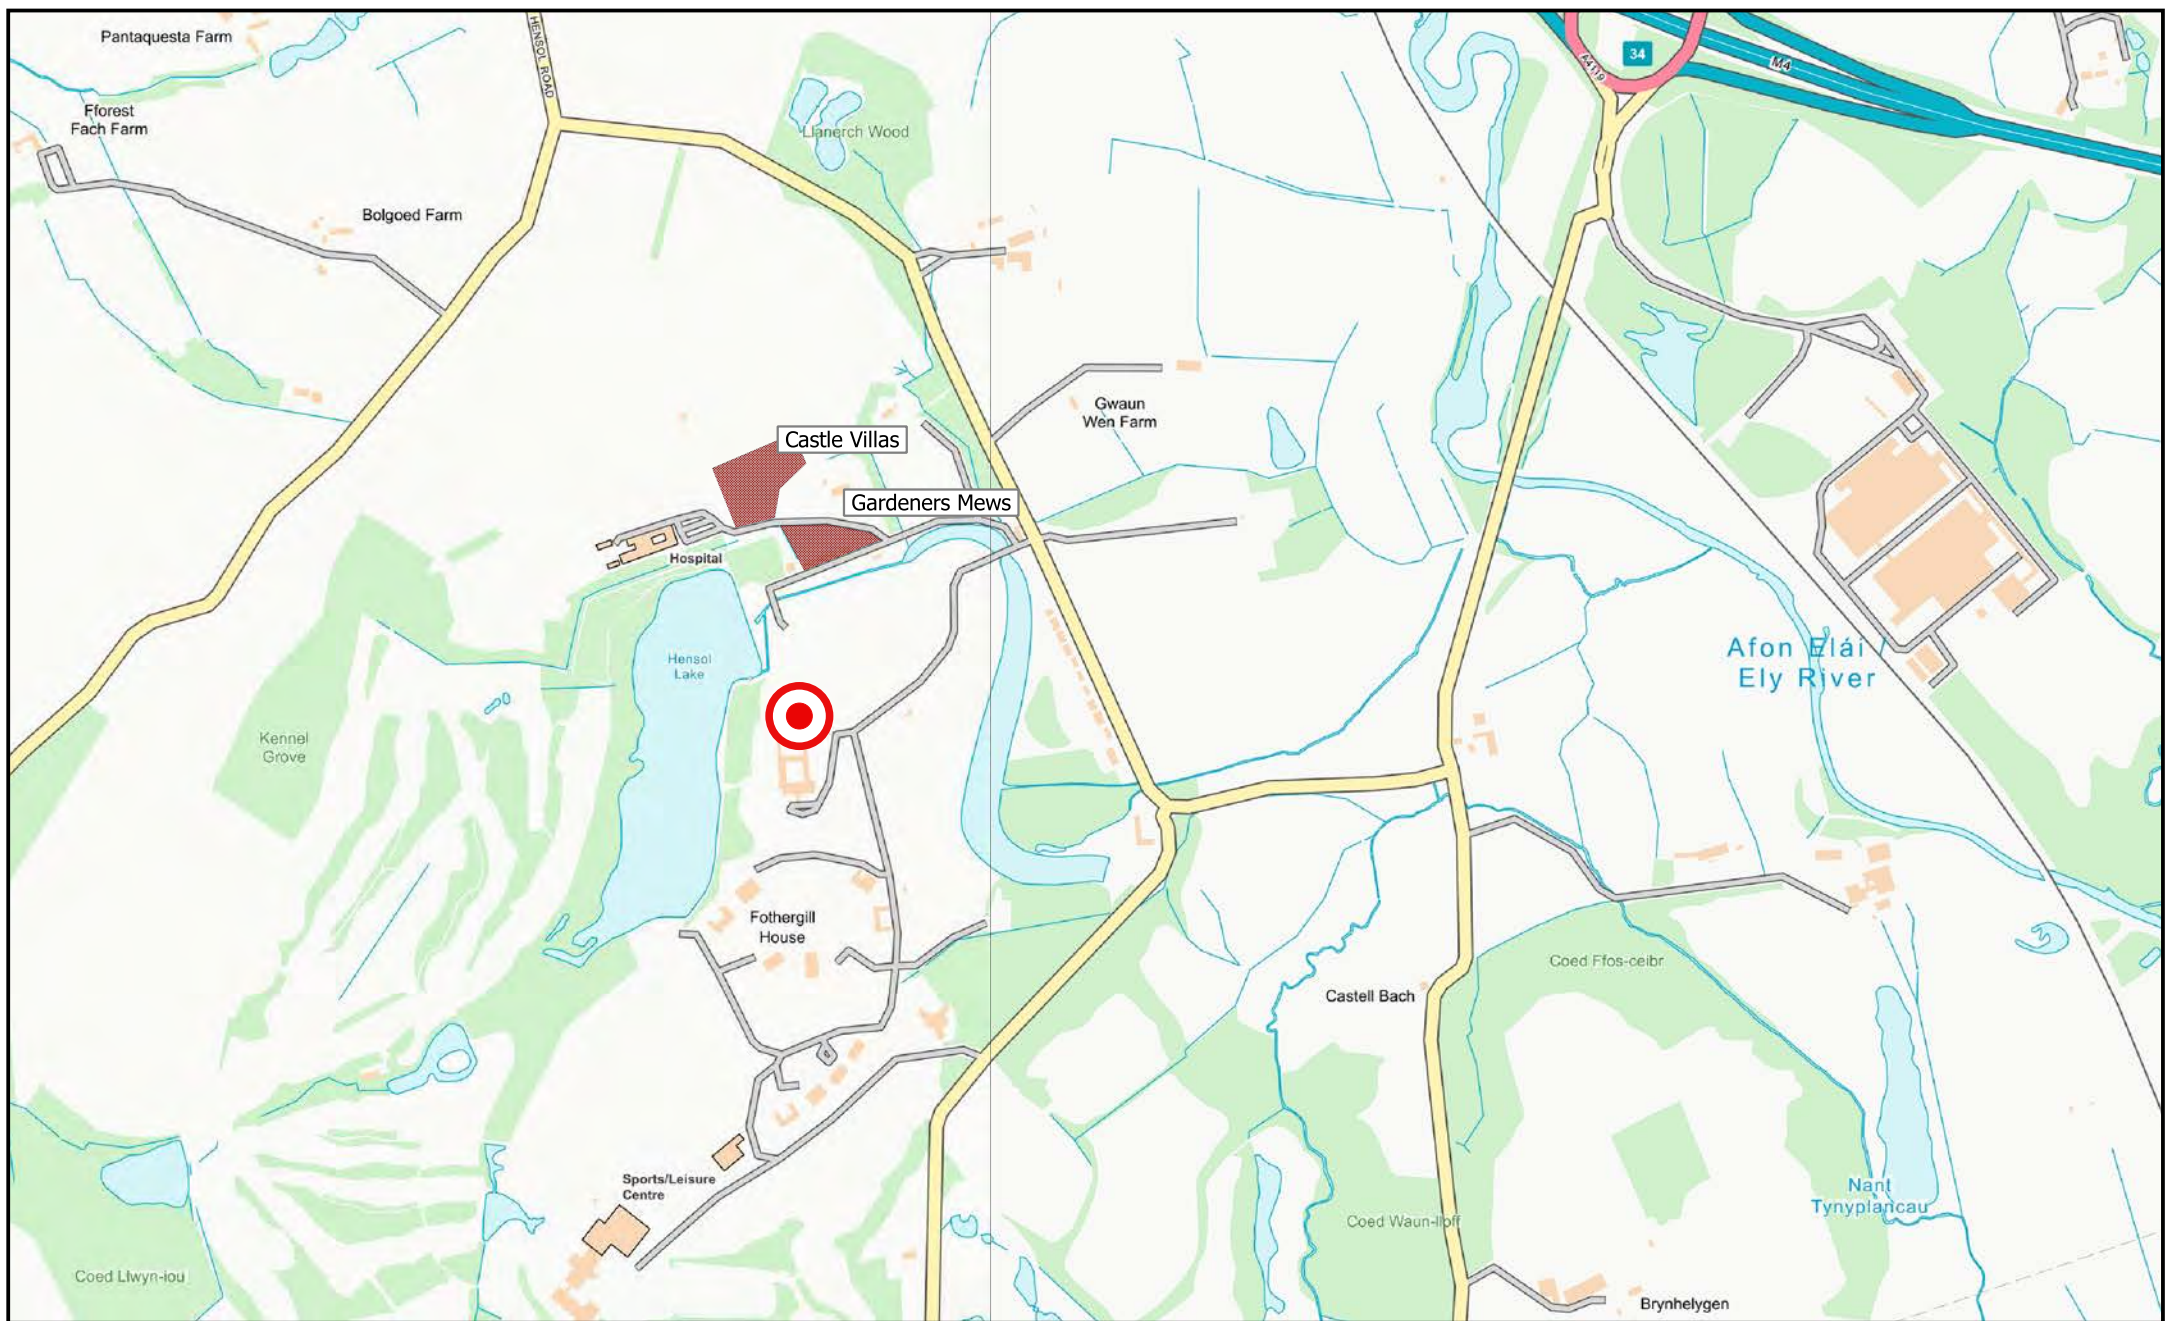 Pantaquesta Farm
HENSOL ROAD
34
A4119
M4
Fforest
Fach Farm
Llanerch Wood
Bolgoed Farm
Gwaun
Wen Farm
Castle Villas
Gardeners Mews
Hospital
Hensol
Lake
Afon Elái /
Ely River
Kennel
Grove
Fothergill
House
Coed Ffos-ceibr
Castell Bach
Sports/Leisure
Centre
Nant
Tynyplancau
Coed Waun-lloff
Coed Llwyn-iou
Brynhelygen